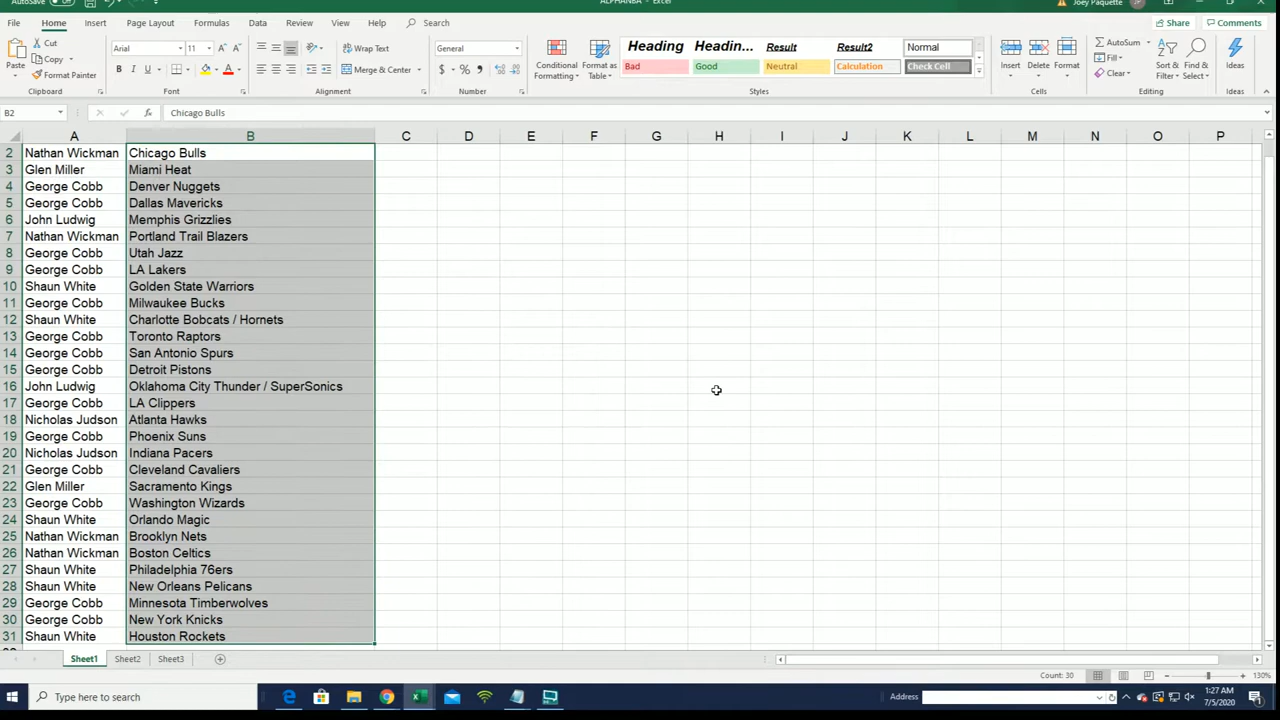 AutoSave Off ALPHANBA - Excel Joey Paquette JP
File Home Insert Page Layout Formulas Data Review View Help Search Share Comments
Paste Cut Copy Format Painter Clipboard
Arial 11 A A B I U A Font
Wrap Text Merge & Center Alignment
General $ % , Number
Conditional Formatting Format as Table
Heading Headin... Result Result2 Normal
Bad Good Neutral Calculation Check Cell
Styles
Insert Delete Format Cells
AutoSum Fill Clear Sort & Filter Find & Select Editing
Ideas Ideas
B2 fx Chicago Bulls
A B C D E F G H I J K L M N O P
2 Nathan Wickman Chicago Bulls
3 Glen Miller Miami Heat
4 George Cobb Denver Nuggets
5 George Cobb Dallas Mavericks
6 John Ludwig Memphis Grizzlies
7 Nathan Wickman Portland Trail Blazers
8 George Cobb Utah Jazz
9 George Cobb LA Lakers
10 Shaun White Golden State Warriors
11 George Cobb Milwaukee Bucks
12 Shaun White Charlotte Bobcats / Hornets
13 George Cobb Toronto Raptors
14 George Cobb San Antonio Spurs
15 George Cobb Detroit Pistons
16 John Ludwig Oklahoma City Thunder / SuperSonics
17 George Cobb LA Clippers
18 Nicholas Judson Atlanta Hawks
19 George Cobb Phoenix Suns
20 Nicholas Judson Indiana Pacers
21 George Cobb Cleveland Cavaliers
22 Glen Miller Sacramento Kings
23 George Cobb Washington Wizards
24 Shaun White Orlando Magic
25 Nathan Wickman Brooklyn Nets
26 Nathan Wickman Boston Celtics
27 Shaun White Philadelphia 76ers
28 Shaun White New Orleans Pelicans
29 George Cobb Minnesota Timberwolves
30 George Cobb New York Knicks
31 Shaun White Houston Rockets
Sheet1 Sheet2 Sheet3
Count: 30 130%
Type here to search Address 1:27 AM
7/5/2020